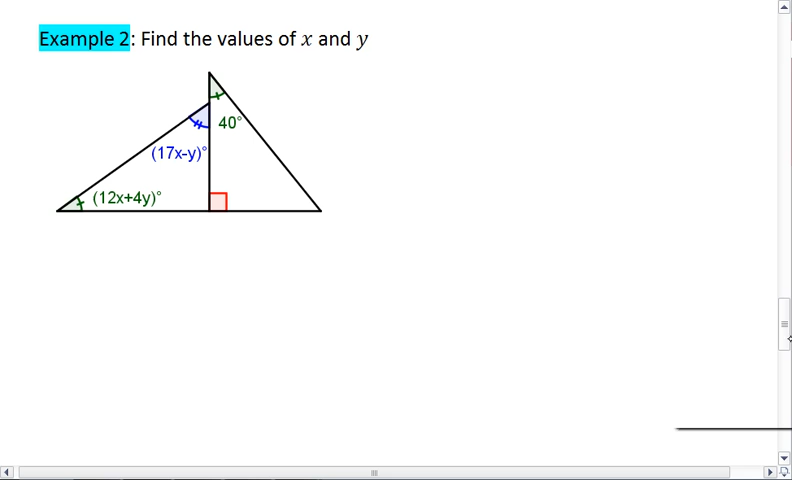 Example 2: Find the values of x and y
40°
(17x-y)°
(12x+4y)°